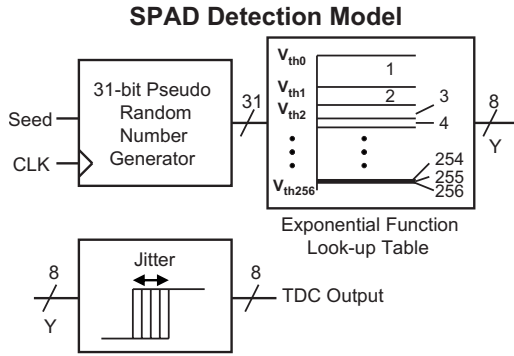 SPAD Detection Model
31-bit Pseudo
Random
Number
Generator
Seed
CLK
31
Vth0
Vth1
Vth2
Vth256
1
2
3
4
254
255
256
8
Y
Exponential Function
Look-up Table
8
Y
Jitter
8
TDC Output